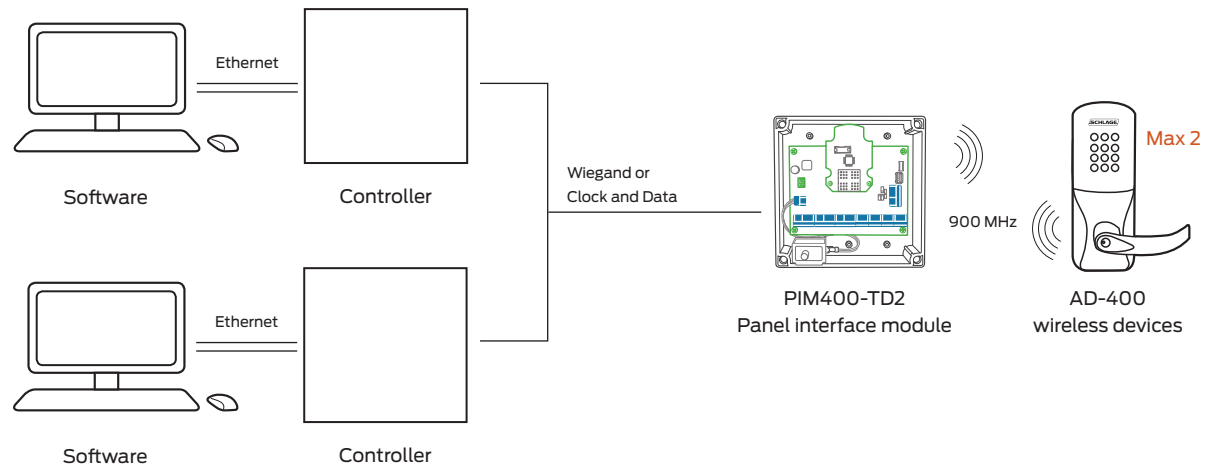 Ethernet
Software
Controller
Wiegand or
Clock and Data
SCHLAGE
Max 2
900 MHz
PIM400-TD2
Panel interface module
AD-400
wireless devices
Ethernet
Software
Controller